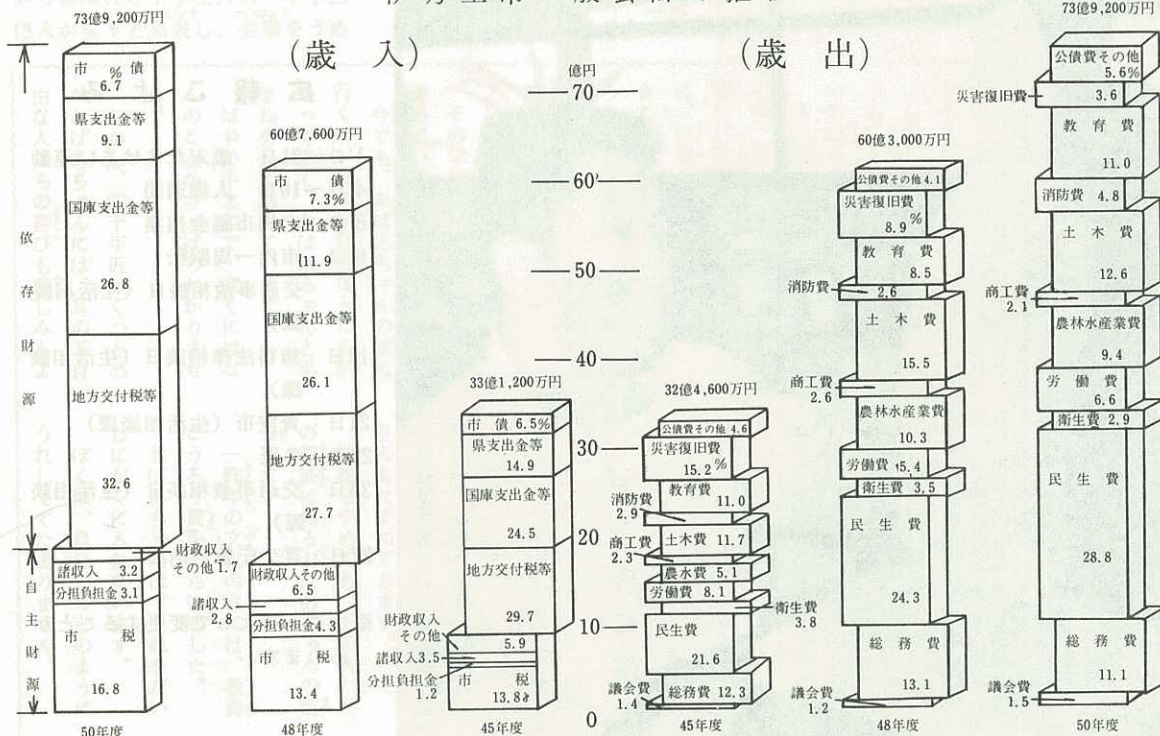 (歳入)
(歳出)
億円
70
60
50
40
30
20
10
0
73億9,200万円
市債
%
6.7
県支出金等
9.1
国庫支出金等
26.8
地方交付税等
32.6
財政収入
その他 1.7
諸収入 3.2
分担負担金 3.1
市税
16.8
50年度
依存財源
自主財源
60億7,600万円
市債
7.3%
県支出金等
11.9
国庫支出金等
26.1
地方交付税等
27.7
財政収入その他
6.5
諸収入
2.8
分担負担金 4.3
市税
13.4
48年度
33億1,200万円
市債 6.5%
県支出金等
14.9
国庫支出金等
24.5
地方交付税等
29.7
財政収入
その他
5.9
諸収入 3.5
分担負担金
1.2
市税
13.8
45年度
32億4,600万円
公債費その他 4.6
災害復旧費
15.2%
教育費
11.0
消防費
2.9
土木費 11.7
商工費
2.3
農水費 5.1
労働費 8.1
衛生費
3.8
民生費
21.6
総務費 12.3
議会費
1.4
45年度
60億3,000万円
公債費その他 4.1
災害復旧費
%
8.9
教育費
8.5
消防費
2.6
土木費
15.5
商工費
2.6
農林水産業費
10.3
労働費 5.4
衛生費 3.5
民生費
24.3
総務費
13.1
議会費
1.2
48年度
73億9,200万円
公債費その他
5.6%
災害復旧費
3.6
教育費
11.0
消防費 4.8
土木費
12.6
商工費
2.1
農林水産業費
9.4
労働費
6.6
衛生費 2.9
民生費
28.8
総務費
11.1
議会費
1.5
50年度